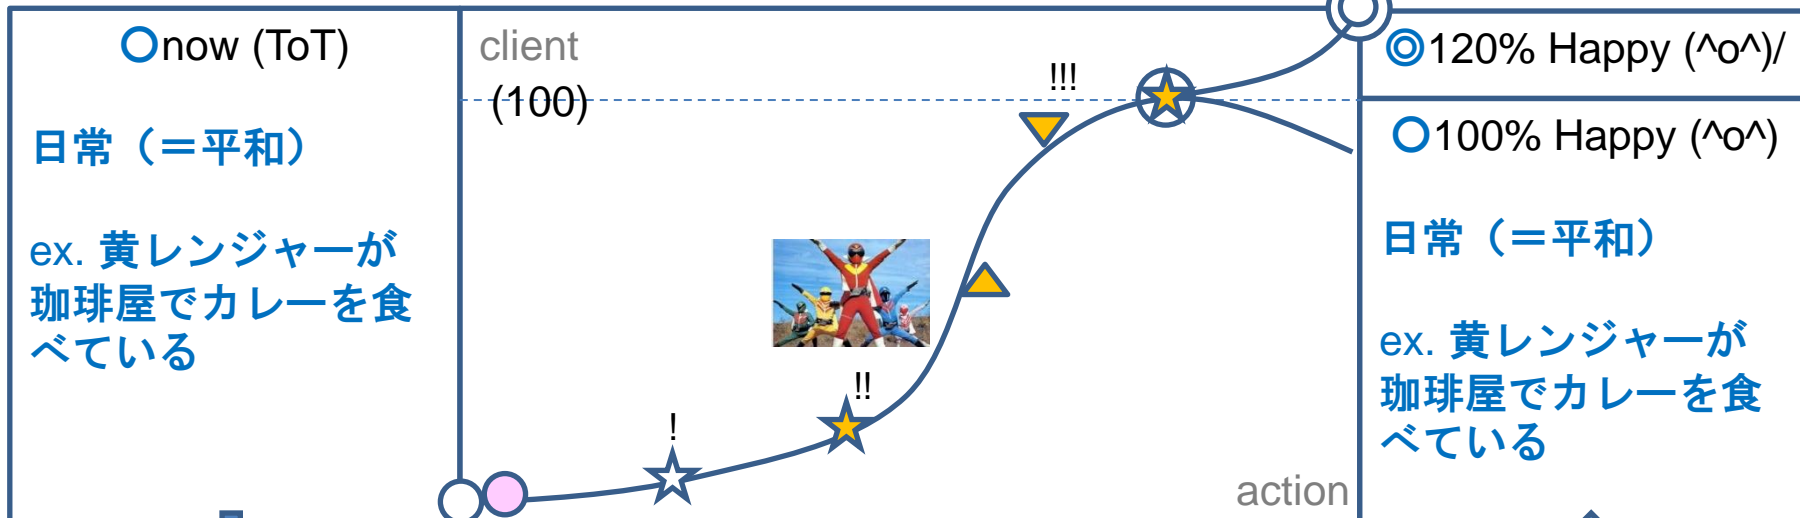 ○now (ToT)
日常（＝平和）
ex. 黄レンジャーが
珈琲屋でカレーを食
べている
client
(100)
!
!!
!!!
action
◎120% Happy (^o^)/
○100% Happy (^o^)
日常（＝平和）
ex. 黄レンジャーが
珈琲屋でカレーを食
べている